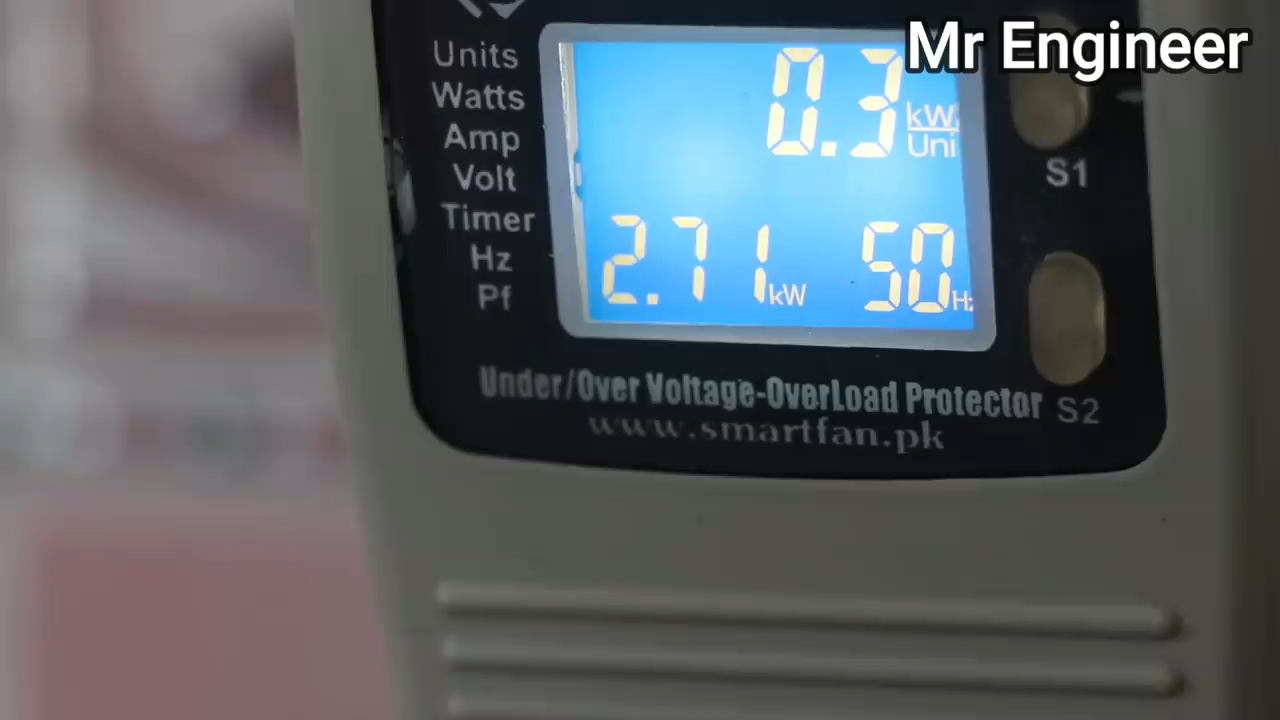 Mr Engineer
Units
Watts
Amp
Volt
Timer
Hz
Pf
0.3 kW
Uni
2.71 1 kW 50 Hz
S1
S2
Under/Over Voltage-OverLoad Protector
www.smartfan.pk